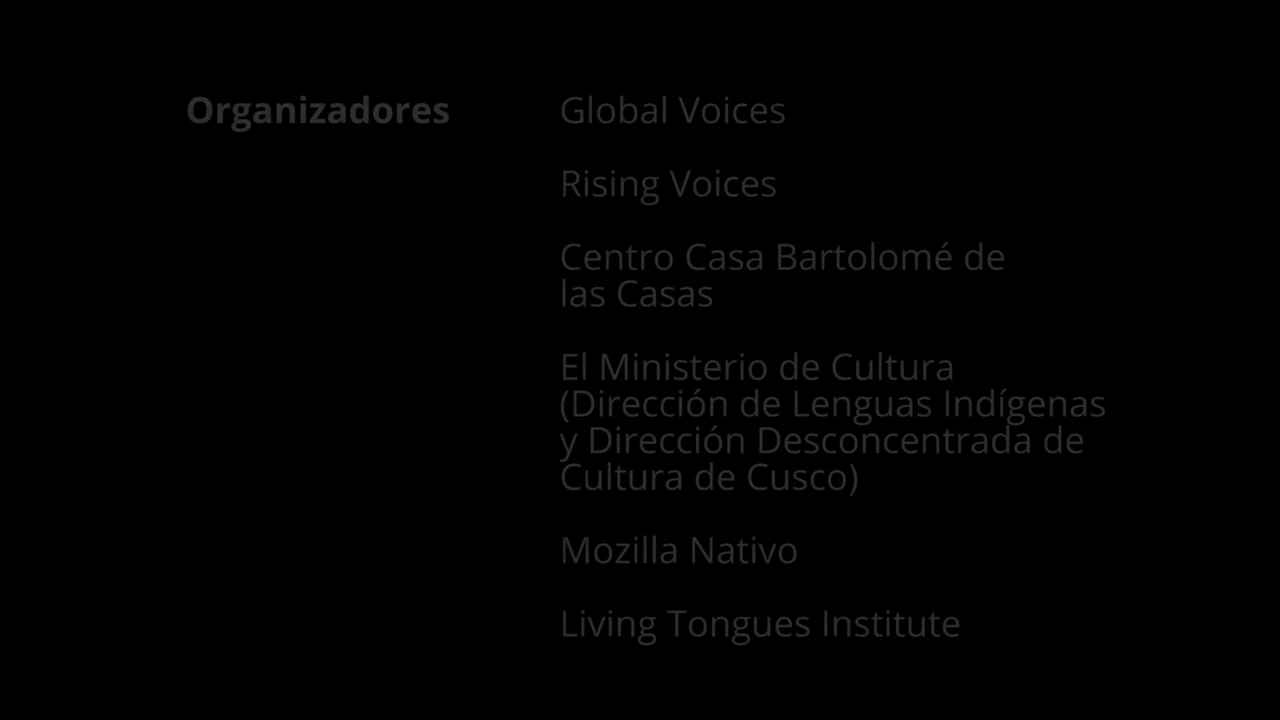 Organizadores
Global Voices
Rising Voices
Centro Casa Bartolomé de
las Casas
El Ministerio de Cultura
(Dirección de Lenguas Indígenas
y Dirección Desconcentrada de
Cultura de Cusco)
Mozilla Nativo
Living Tongues Institute